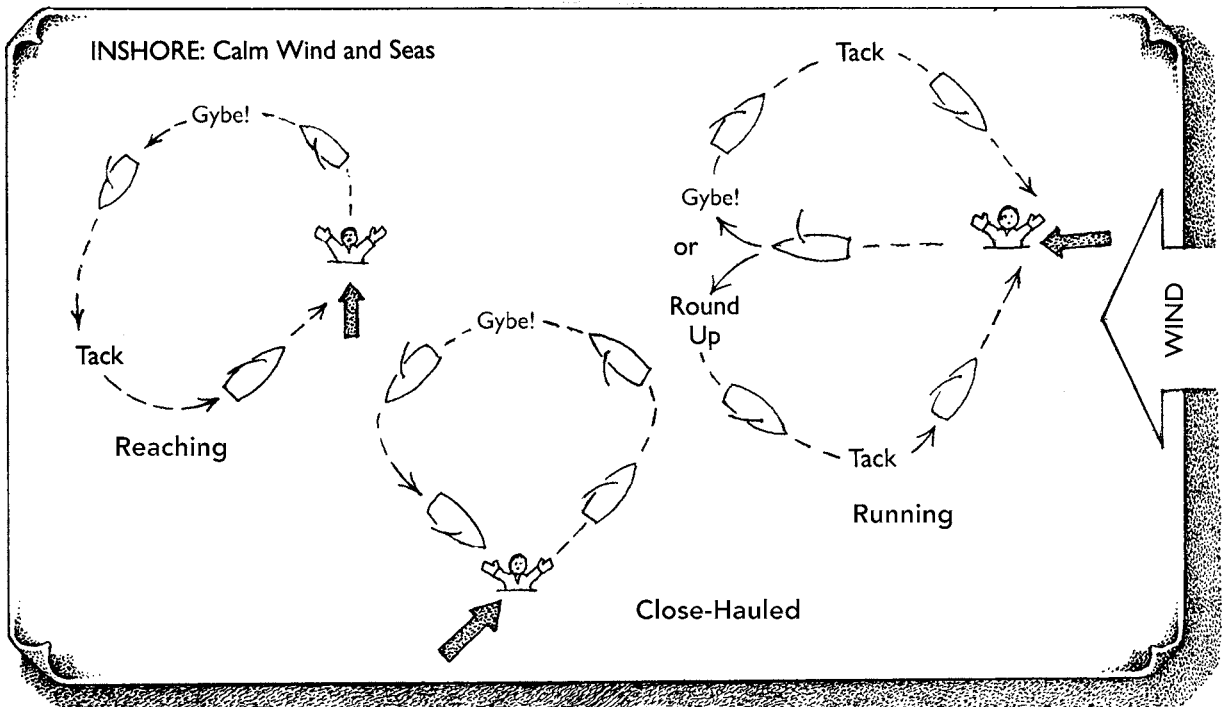 INSHORE: Calm Wind and Seas
Gybe!
Tack
Reaching
Gybe!
Close-Hauled
Tack
Gybe!
or
Round
Up
Tack
Running
WIND